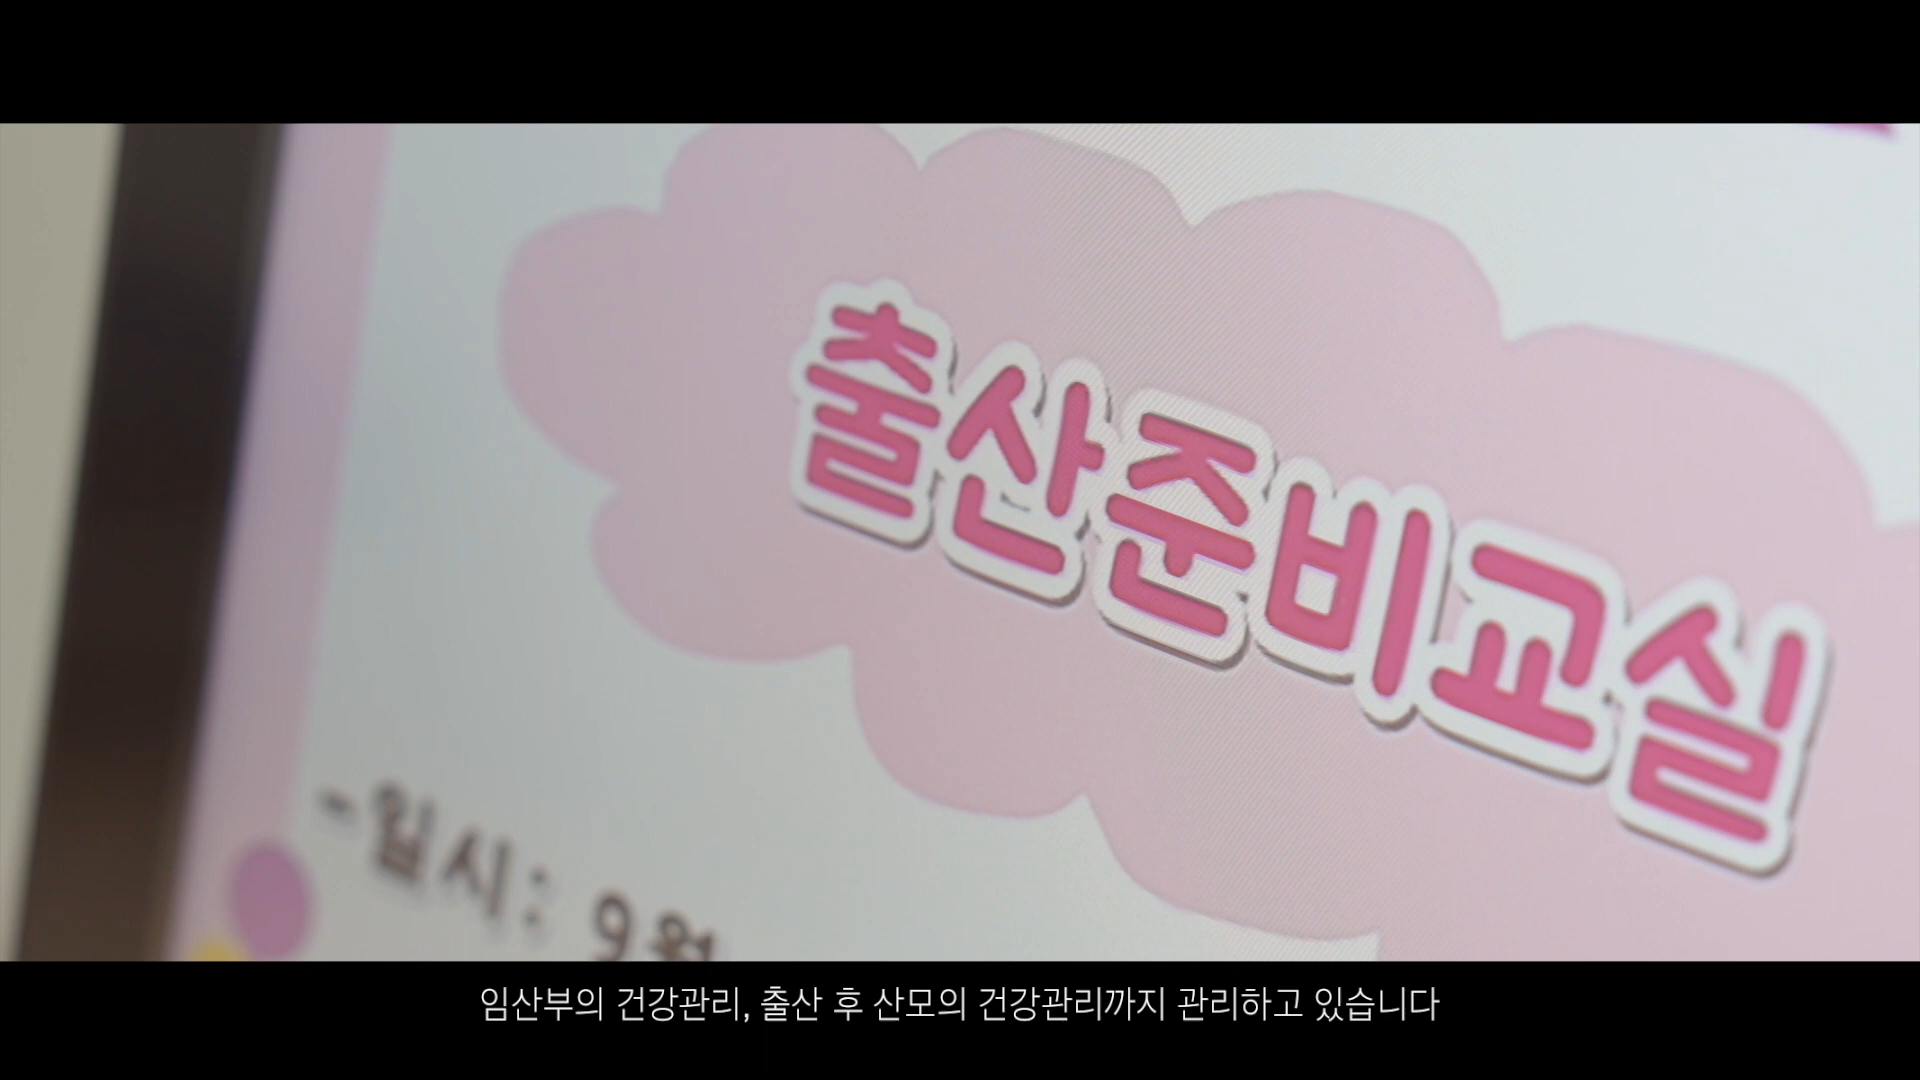 출산준비교실
-일시: 9월
임산부의 건강관리, 출산 후 산모의 건강관리까지 관리하고 있습니다